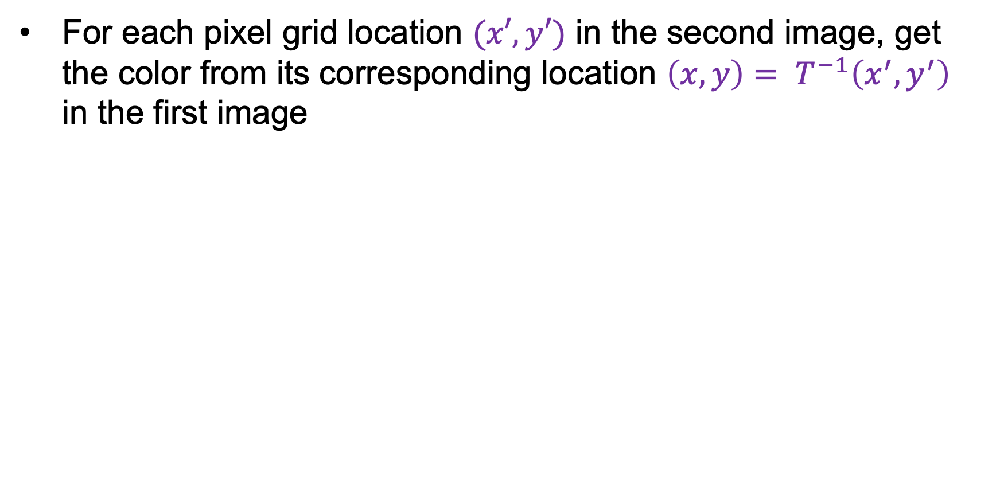 • For each pixel grid location (x′, y′) in the second image, get
the color from its corresponding location (x, y) = T⁻¹(x′, y′)
in the first image